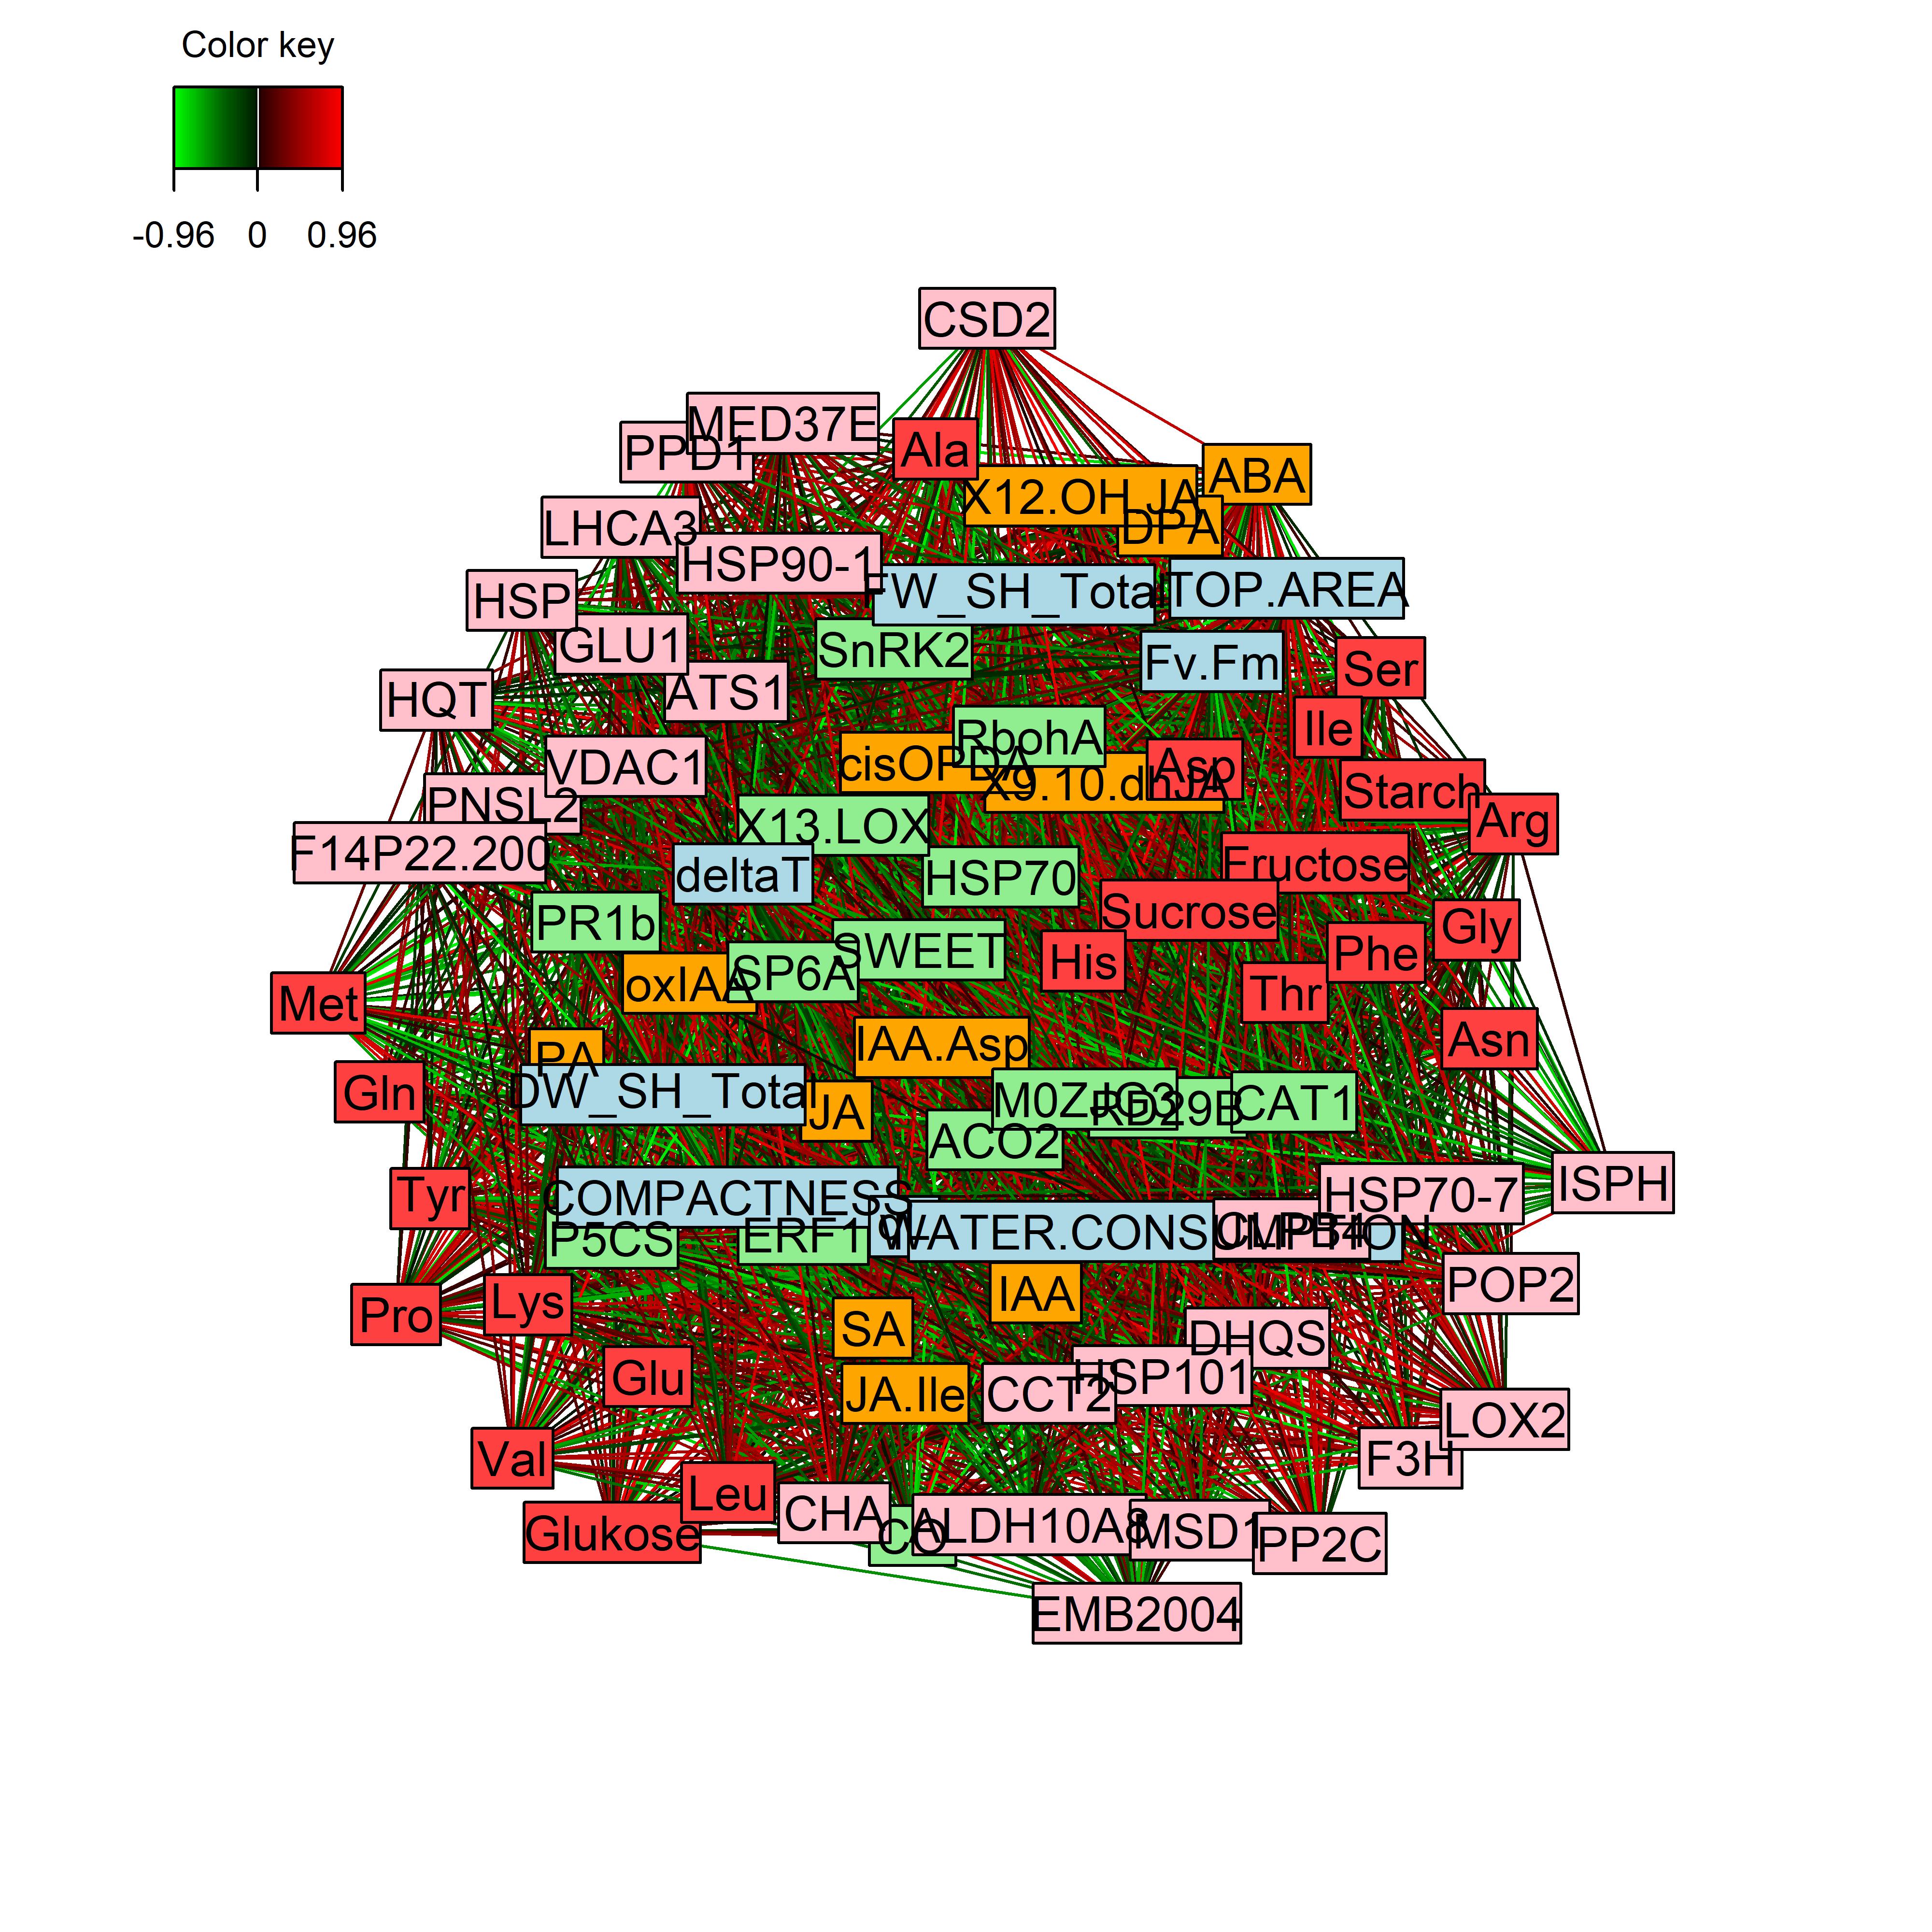 Color key
-0.96 0 0.96
CSD2
MED37E
PPD1
Ala
ABA
X12.OH.JA
DPA
LHCA3
HSP90-1
FW_SH_Total
TOP.AREA
HSP
GLU1
SnRK2
Fv.Fm
Ser
HQT
ATS1
Ile
RbohA
cisOPDA
Asp
X9.10.dhJA
VDAC1
Starch
PNSL2
Arg
X13.LOX
F14P22.200
Fructose
deltaT
HSP70
Sucrose
PR1b
Gly
SWEET
Phe
His
SP6A
oxIAA
Thr
Met
Asn
IAA.Asp
PA
DW_SH_Total
Gln
M0ZJG3
RD29B
CAT1
JA
ACO2
ISPH
HSP70-7
Tyr
COMPACTNESS
WATER.CONSUMPTION
CLPB4
P5CS
ERF1
POP2
IAA
Lys
Pro
SA
DHQS
Glu
HSP101
JA.Ile
CCT2
LOX2
Val
F3H
Leu
CHA
ALDH10A8
MSD1
PP2C
Glukose
CO
EMB2004